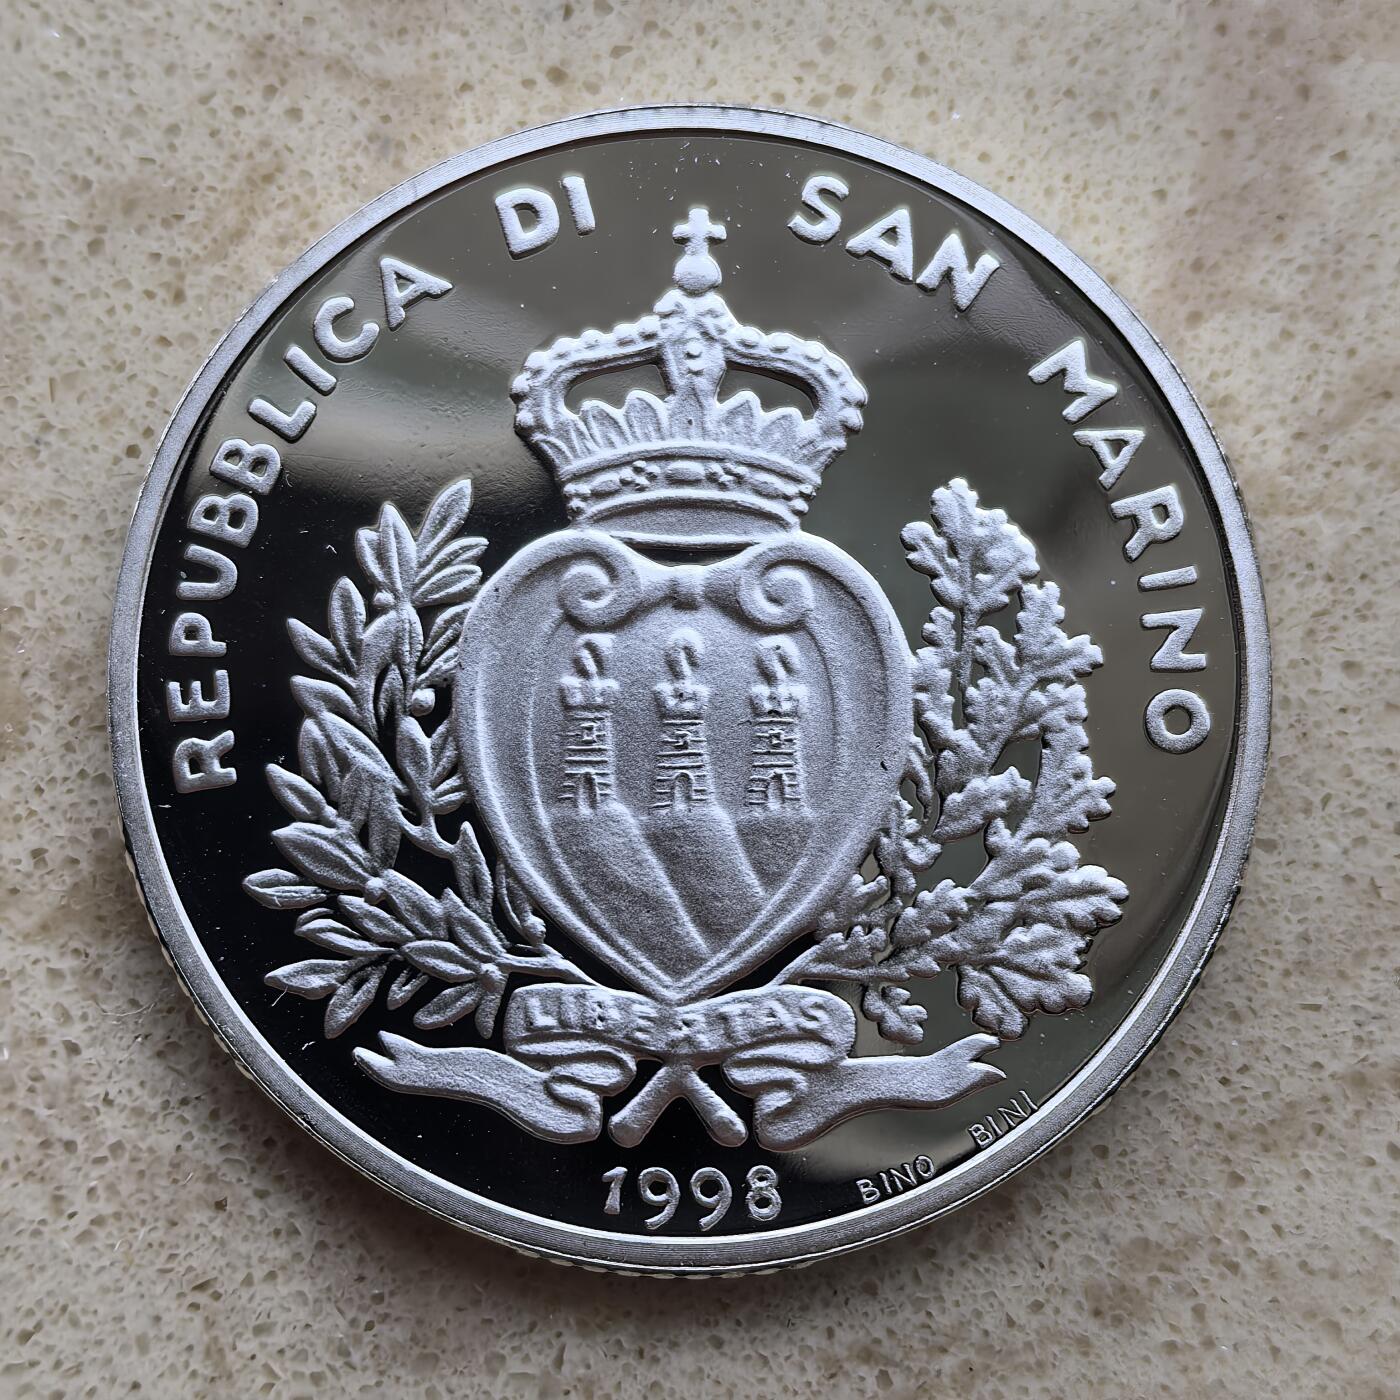 REPUBBLICA DI SAN MARINO
LIBERTAS
1998
BINO BINI